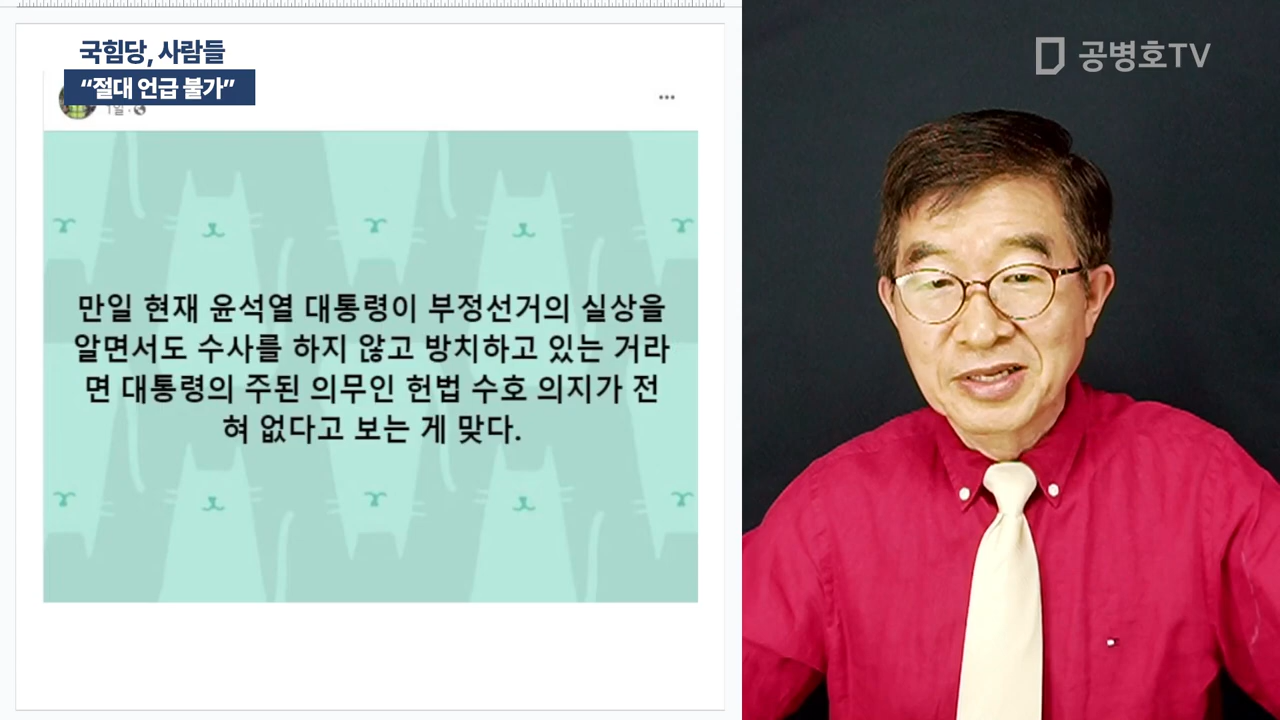 국힘당, 사람들
“절대 언급 불가”
공병호TV
1일 ·
만일 현재 윤석열 대통령이 부정선거의 실상을
알면서도 수사를 하지 않고 방치하고 있는 거라
면 대통령의 주된 의무인 헌법 수호 의지가 전
혀 없다고 보는 게 맞다.